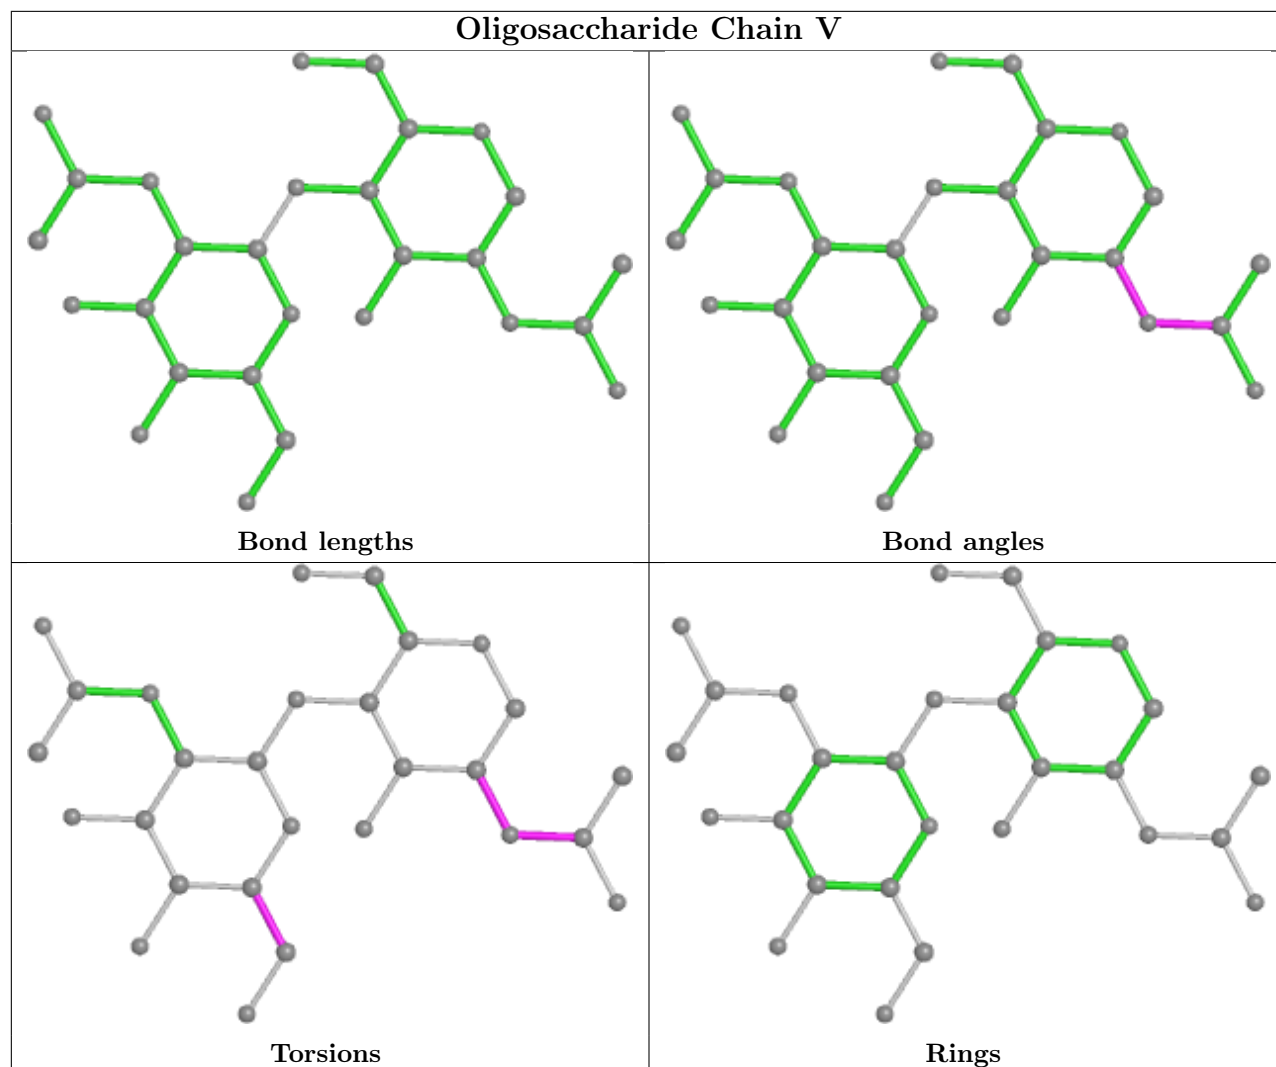 Oligosaccharide Chain V
Bond lengths
Bond angles
Torsions
Rings